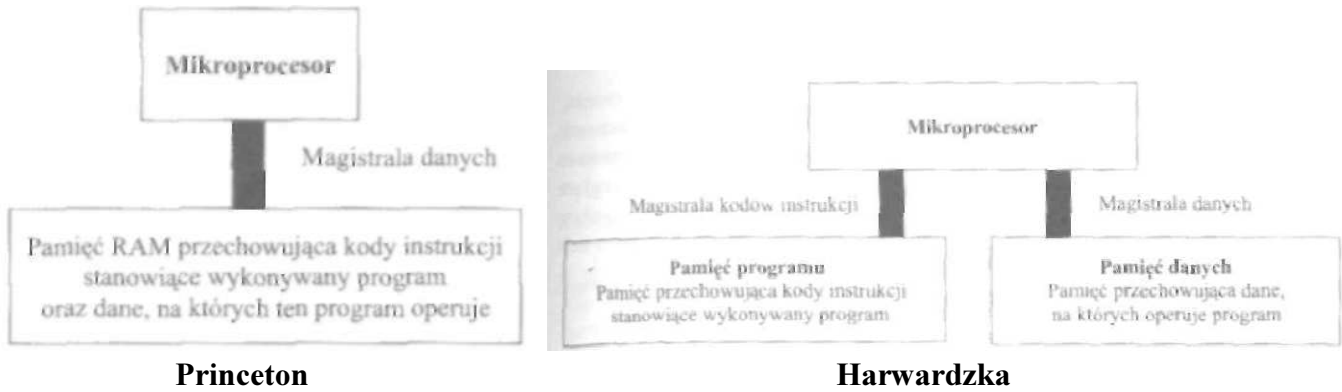 Mikroprocesor
Magistrala danych
Pamięć RAM przechowująca kody instrukcji
stanowiące wykonywany program
oraz dane, na których ten program operuje
Princeton
Mikroprocesor
Magistrala kodów instrukcji
Magistrala danych
Pamięć programu
Pamięć przechowująca kody instrukcji
stanowiące wykonywany program
Pamięć danych
Pamięć przechowująca dane,
na których operuje program
Harwardzka